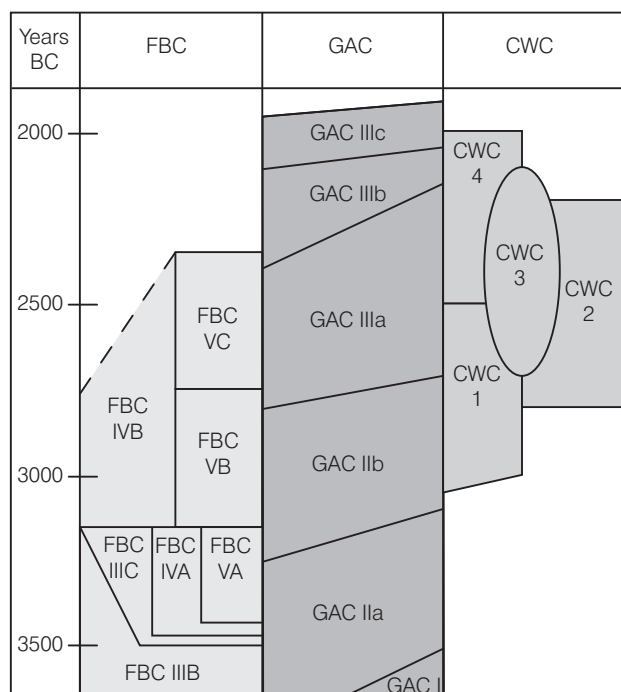 Years
BC
FBC
GAC
CWC
2000
2500
3000
3500
FBC
VC
FBC
IVB
FBC
VB
FBC
IIIC
FBC
IVA
FBC
VA
FBC IIIB
GAC IIIc
GAC IIIb
GAC IIIa
GAC IIb
GAC IIa
GAC I
CWC
4
CWC
3
CWC
2
CWC
1